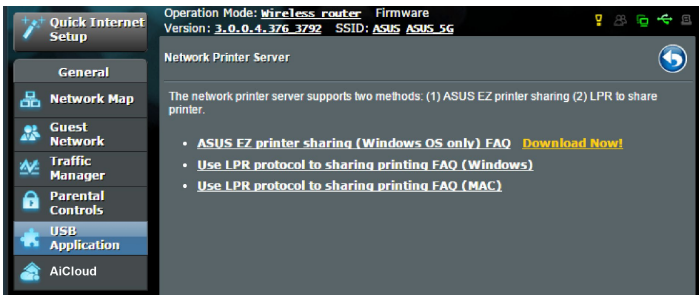 Quick Internet
Setup
General
Network Map
Guest
Network
Traffic
Manager
Parental
Controls
USB
Application
AiCloud
Operation Mode: Wireless router Firmware
Version: 3.0.0.4.376_3792 SSID: ASUS ASUS_5G
Network Printer Server
The network printer server supports two methods: (1) ASUS EZ printer sharing (2) LPR to share
printer.
• ASUS EZ printer sharing (Windows OS only) FAQ Download Now!
• Use LPR protocol to sharing printing FAQ (Windows)
• Use LPR protocol to sharing printing FAQ (MAC)